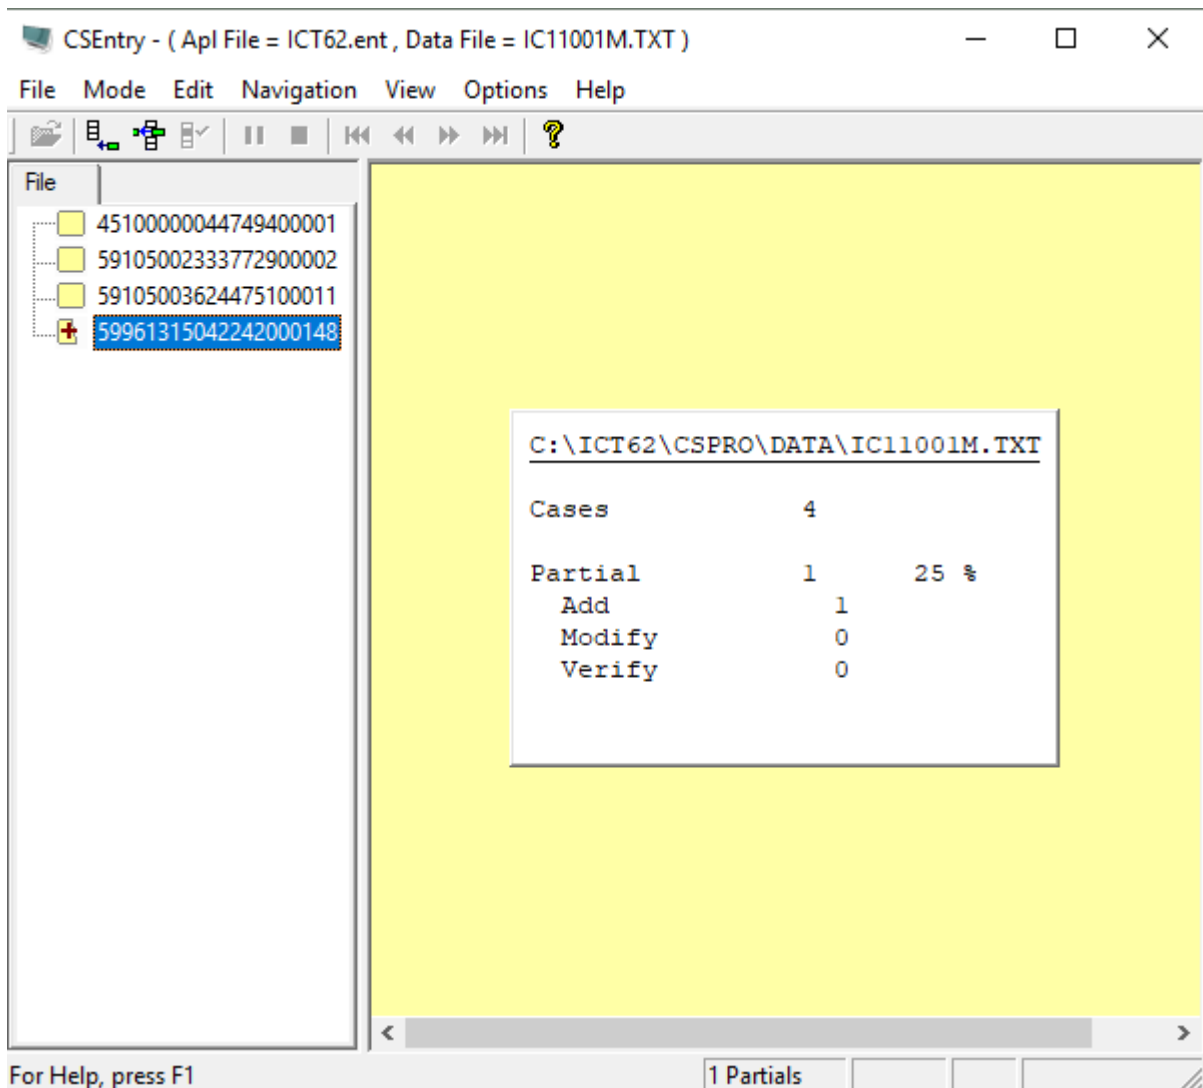 CSEntry - ( Apl File = ICT62.ent , Data File = IC11001M.TXT )
File Mode Edit Navigation View Options Help
File
45100000044749400001
59105002333772900002
59105003624475100011
59961315042242000148
C:\ICT62\CSPRO\DATA\IC11001M.TXT
Cases 4
Partial 1 25 %
Add 1
Modify 0
Verify 0
For Help, press F1
1 Partials